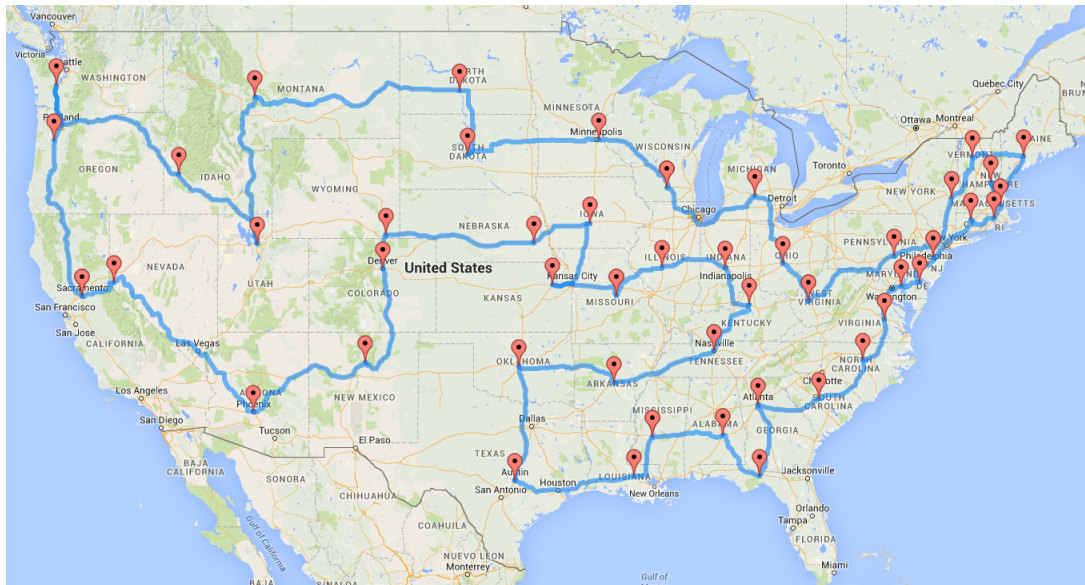 Vancouver
Victoria
Seattle
WASHINGTON
Portland
OREGON
IDAHO
MONTANA
NORTH
DAKOTA
SOUTH
DAKOTA
MINNESOTA
Minneapolis
WISCONSIN
MICHIGAN
Ottawa
Montreal
Québec City
Toronto
Detroit
Chicago
WYOMING
NEBRASKA
IOWA
ILLINOIS
INDIANA
Indianapolis
OHIO
PENNSYLVANIA
NEW YORK
VERMONT
NEW
HAMPSHIRE
MAINE
MASSACHUSETTS
RI
New York
Philadelphia
NJ
MARYLAND
DE
Washington
WEST
VIRGINIA
VIRGINIA
NEVADA
Sacramento
San Francisco
San Jose
CALIFORNIA
UTAH
Denver
COLORADO
United States
KANSAS
Kansas City
MISSOURI
KENTUCKY
Nashville
TENNESSEE
NORTH
CAROLINA
Charlotte
SOUTH
CAROLINA
Las Vegas
Los Angeles
San Diego
ARIZONA
Phoenix
Tucson
NEW MEXICO
El Paso
OKLAHOMA
ARKANSAS
Dallas
TEXAS
Austin
San Antonio
Houston
LOUISIANA
New Orleans
MISSISSIPPI
ALABAMA
Atlanta
GEORGIA
Jacksonville
Orlando
Tampa
FLORIDA
Miami
BAJA
CALIFORNIA
SONORA
CHIHUAHUA
COAHUILA
NUEVO LEON
Monterrey
Gulf of California
BAJA
Gulf of